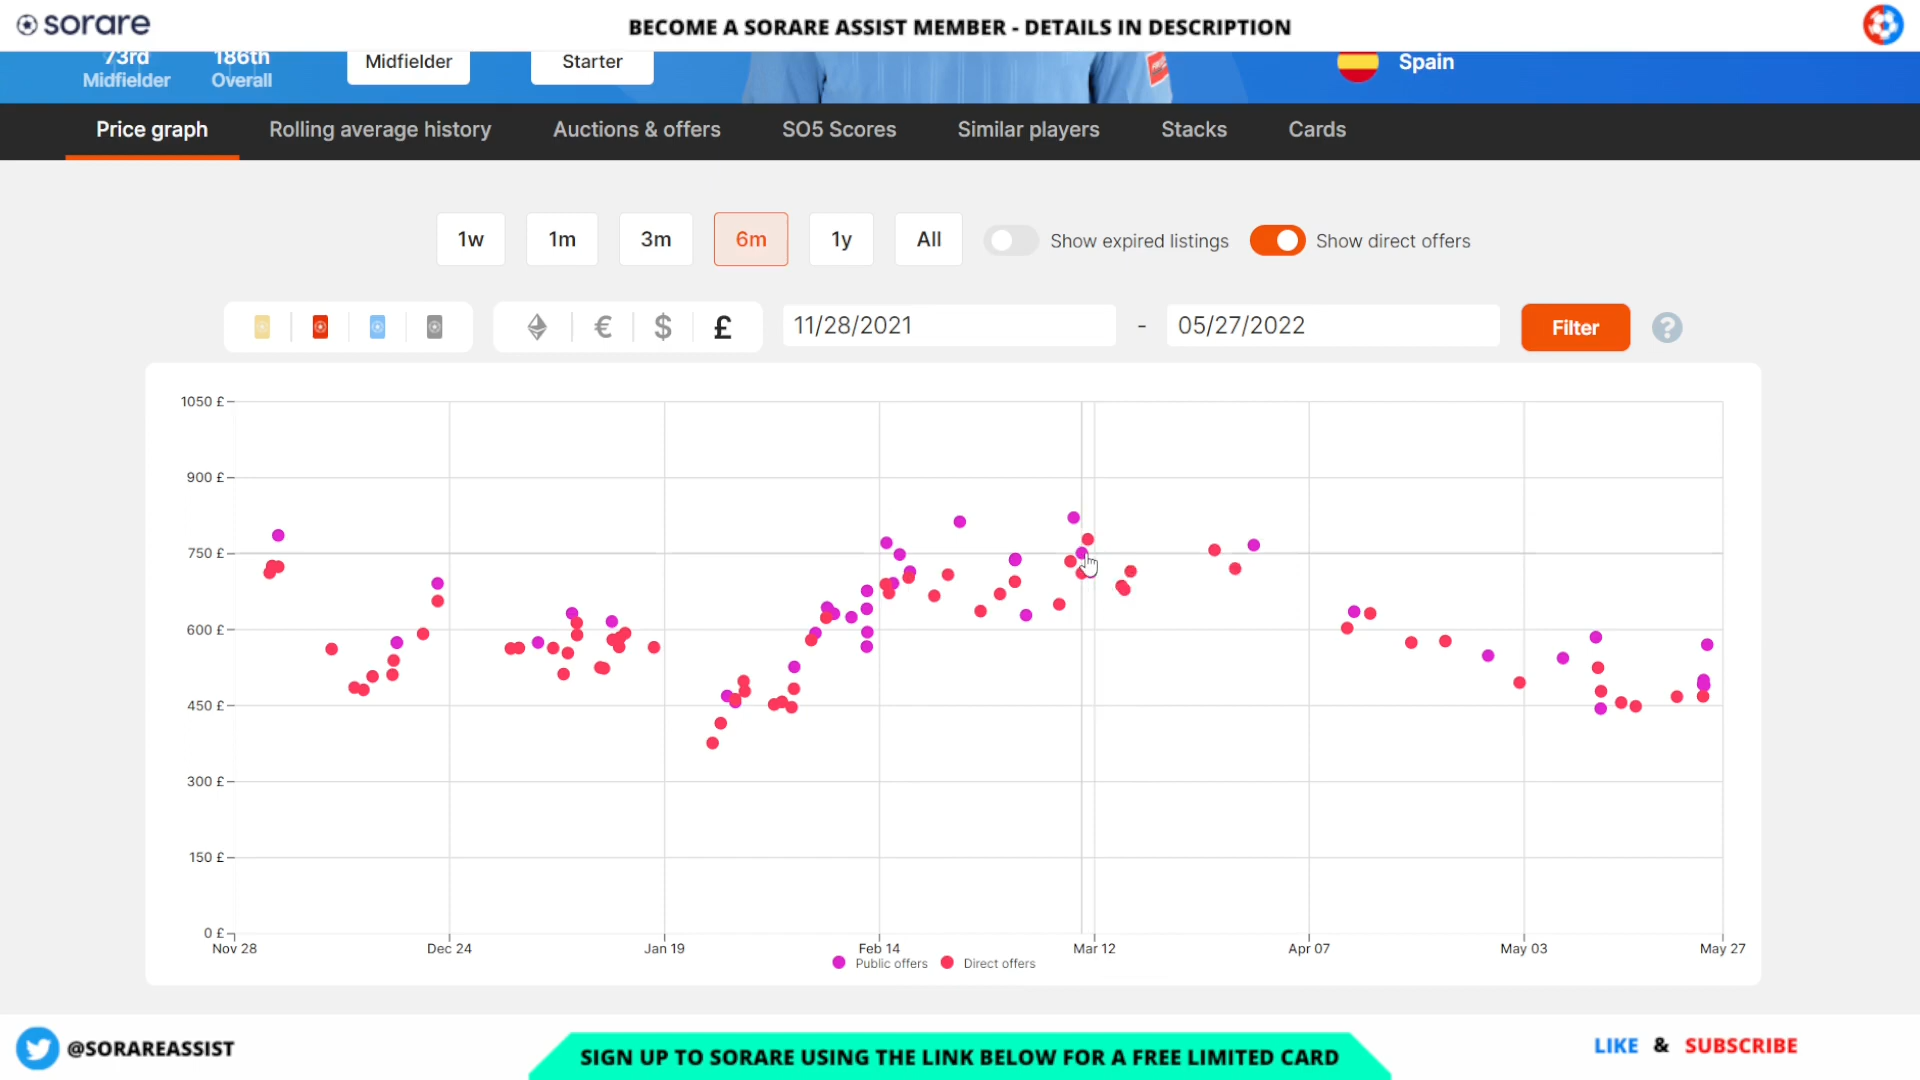 sorare
BECOME A SORARE ASSIST MEMBER - DETAILS IN DESCRIPTION
73rd
Midfielder
186th
Overall
Midfielder
Starter
Spain
Price graph
Rolling average history
Auctions & offers
SO5 Scores
Similar players
Stacks
Cards
1w
1m
3m
6m
1y
All
Show expired listings
Show direct offers
€
$
£
11/28/2021
-
05/27/2022
Filter
?
1050 £
900 £
750 £
600 £
450 £
300 £
150 £
0 £
Nov 28
Dec 24
Jan 19
Feb 14
Mar 12
Apr 07
May 03
May 27
Public offers
Direct offers
@SORAREASSIST
SIGN UP TO SORARE USING THE LINK BELOW FOR A FREE LIMITED CARD
LIKE & SUBSCRIBE